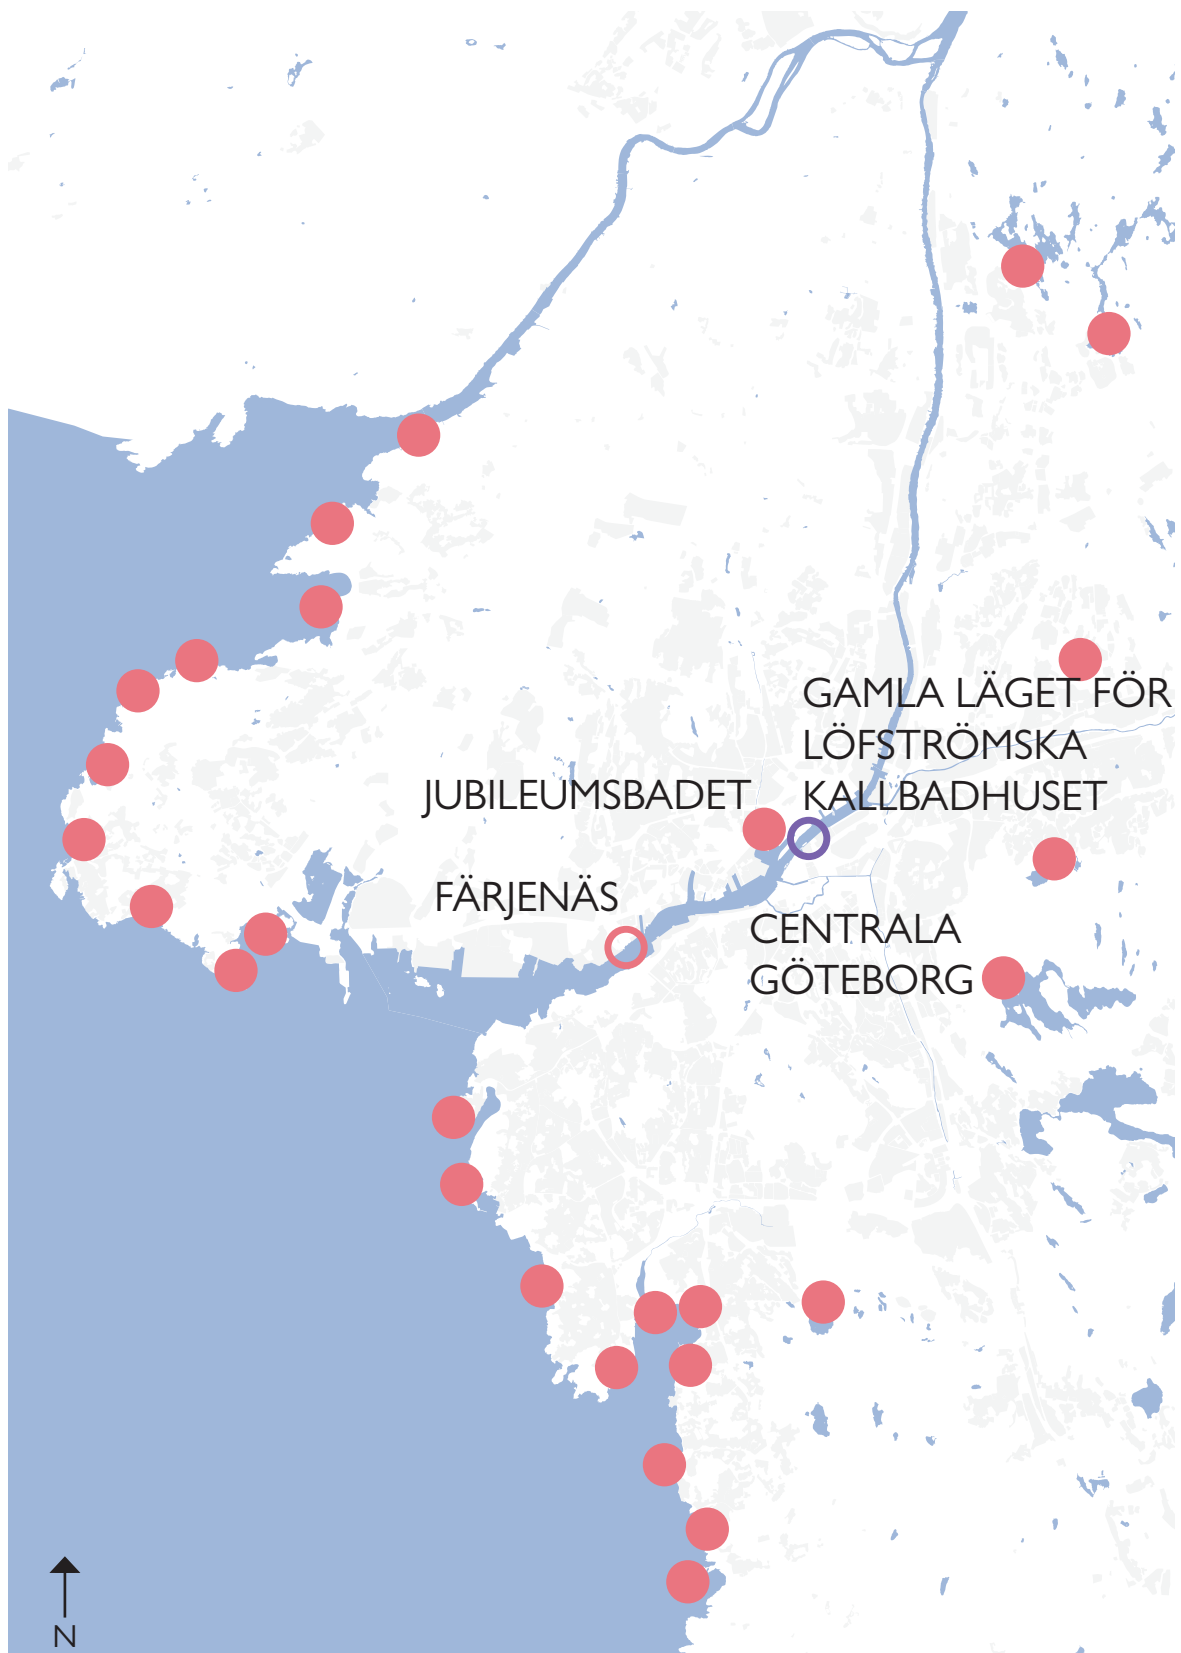 GAMLA LÄGET FÖR
LÖFSTRÖMSKA
KALLBADHUSET
JUBILEUMSBADET
FÄRJENÄS
CENTRALA
GÖTEBORG
N